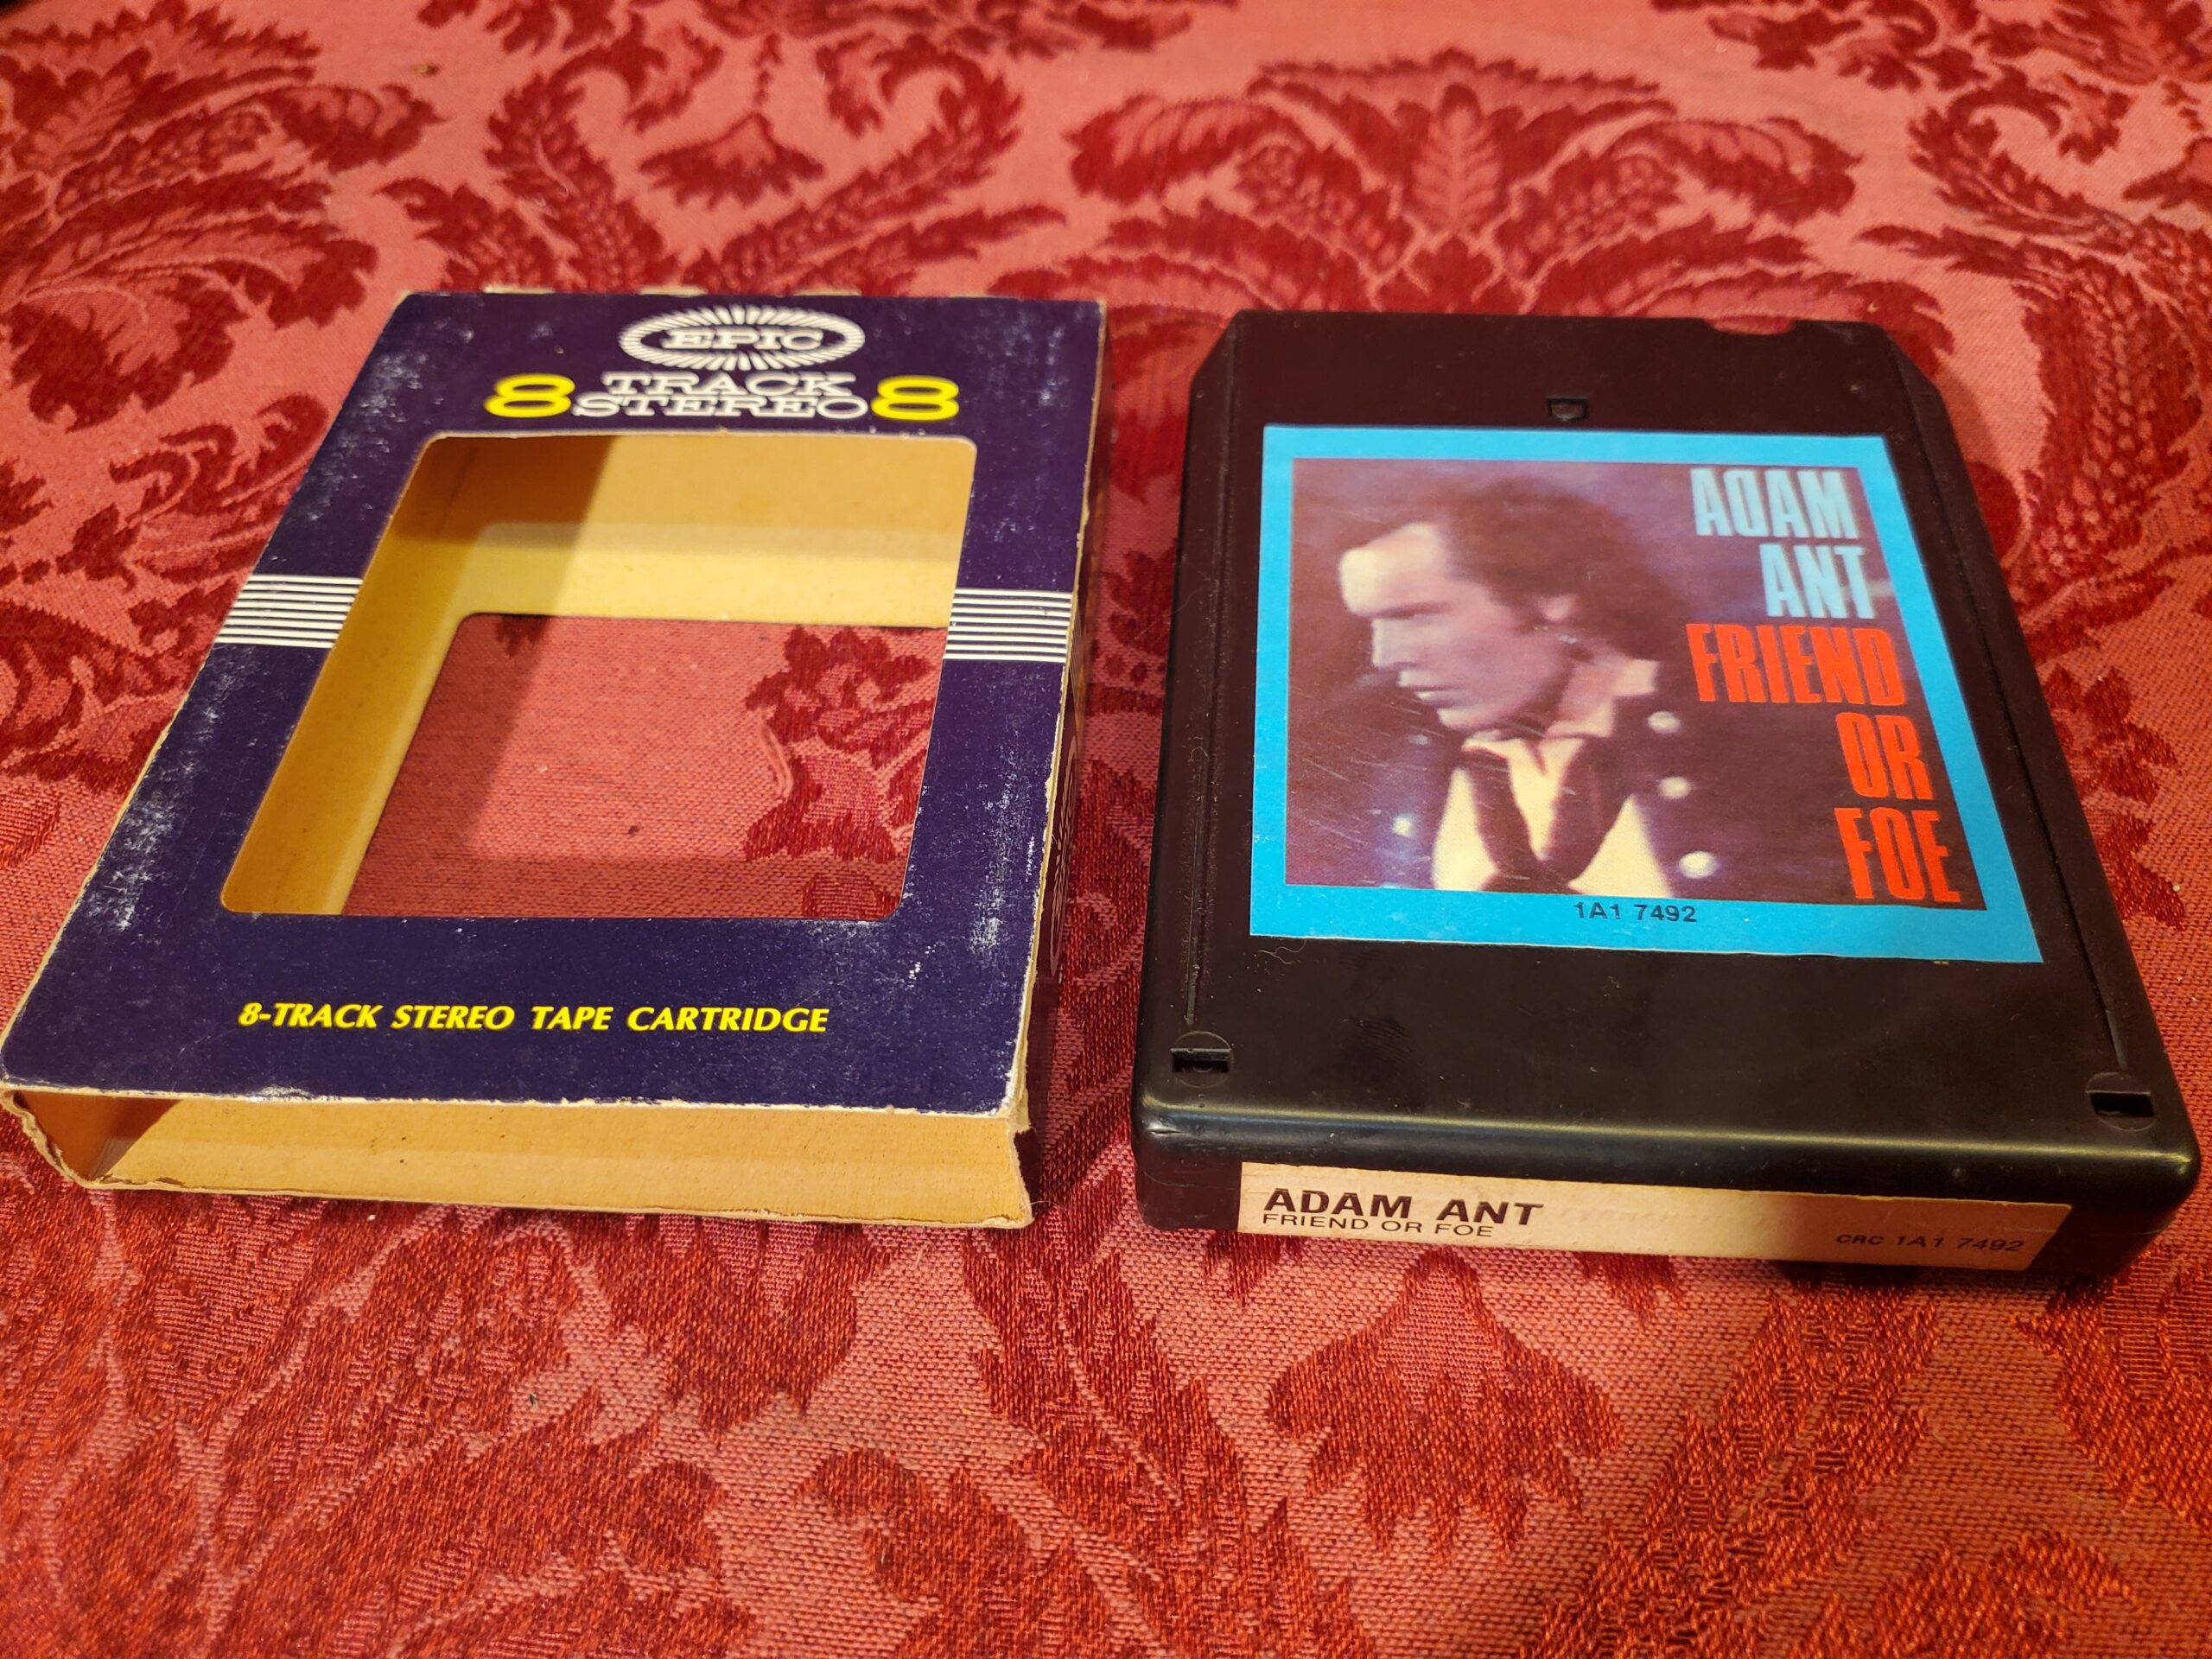 EPIC
8 TRACK STEREO 8
8-TRACK STEREO TAPE CARTRIDGE
ADAM
ANT
FRIEND
OR
FOE
1A1 7492
ADAM ANT
FRIEND OR FOE
CRC 1A1 7492